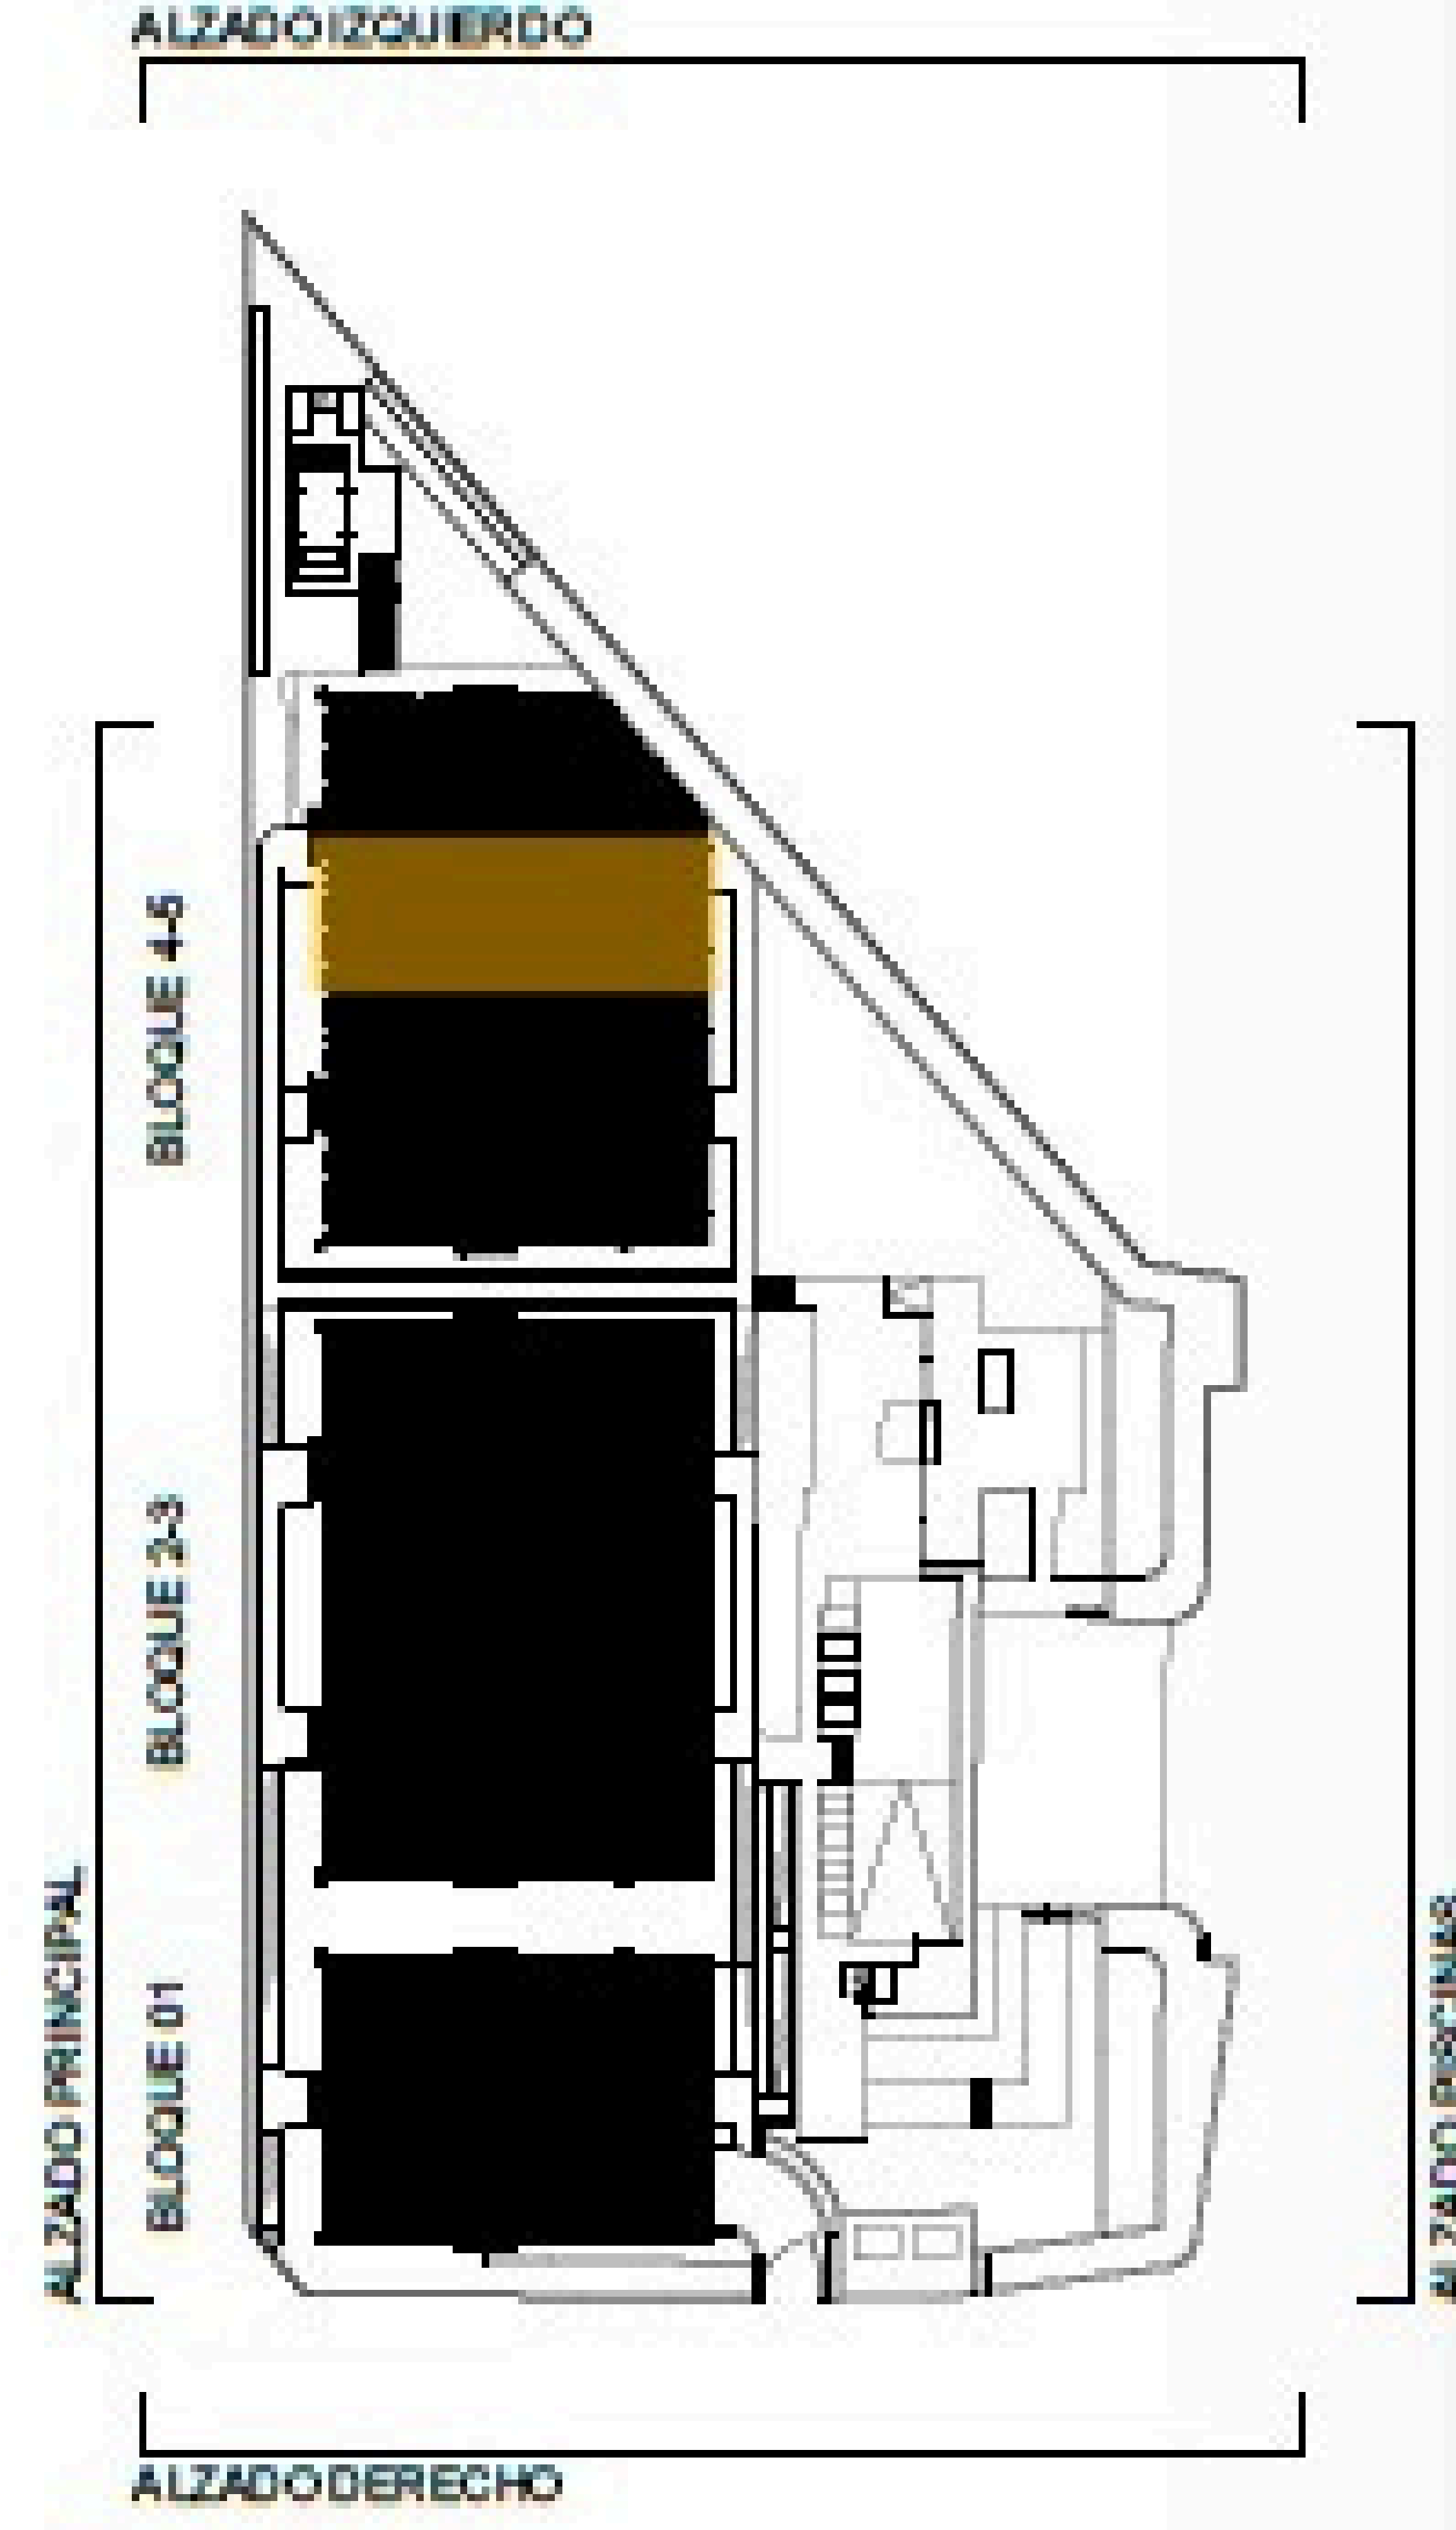 ALZADO IZQUIERDO
BLOQUE 4-5
BLOQUE 2-3
BLOQUE 01
ALZADO PRINCIPAL
ALZADO DERECHO